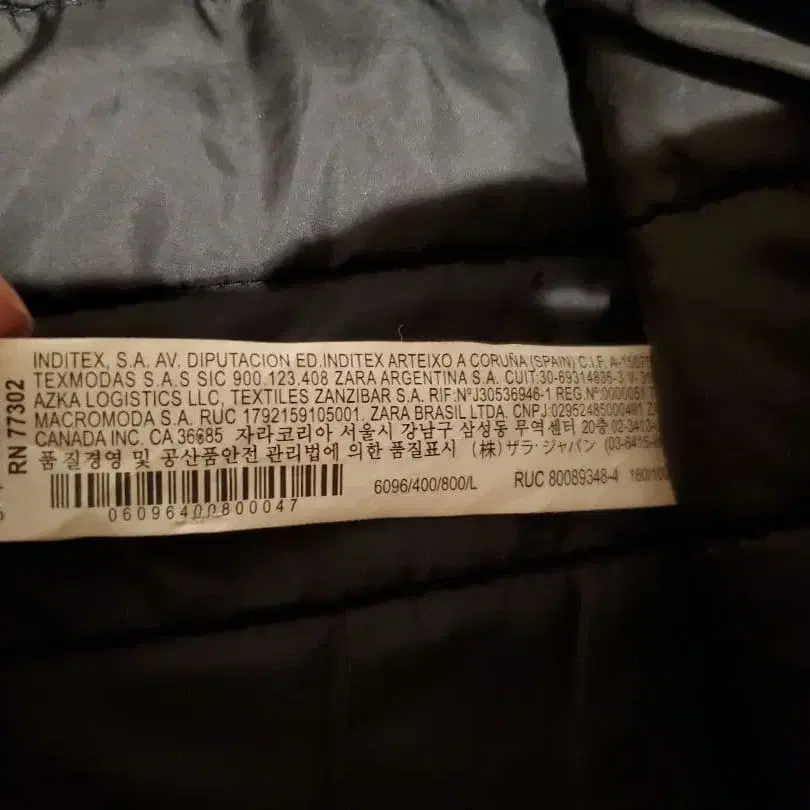 INDITEX, S.A. AV. DIPUTACION ED.INDITEX ARTEIXO A CORUÑA (SPAIN) C.I.F.
TEXMODAS S.A.S SIC 900.123.408 ZARA ARGENTINA S.A. CUIT:30-69314836-3
AZKA LOGISTICS LLC, TEXTILES ZANZIBAR S.A. RIF:NºJ30536946-1 REG.Nº0000081
MACROMODA S.A. RUC 1792159105001. ZARA BRASIL LTDA. CNPJ:02952485000491
CANADA INC. CA 36685 자라코리아 서울시 강남구 삼성동 무역센터 20층
품질경영 및 공산품안전 관리법에 의한 품질표시 (株) ザラ・ジャパン
6096/400/800/L RUC 80089348-4
06096400800047
RN 77302